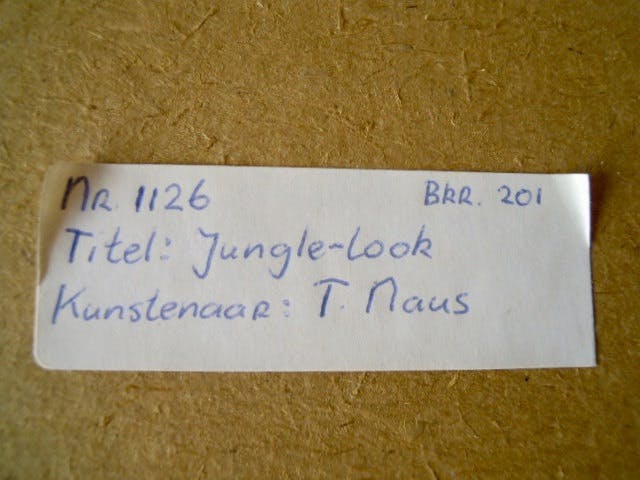 Nr. 1126 BKR. 201
Titel: Jungle-Look
Kunstenaar: T. Maus